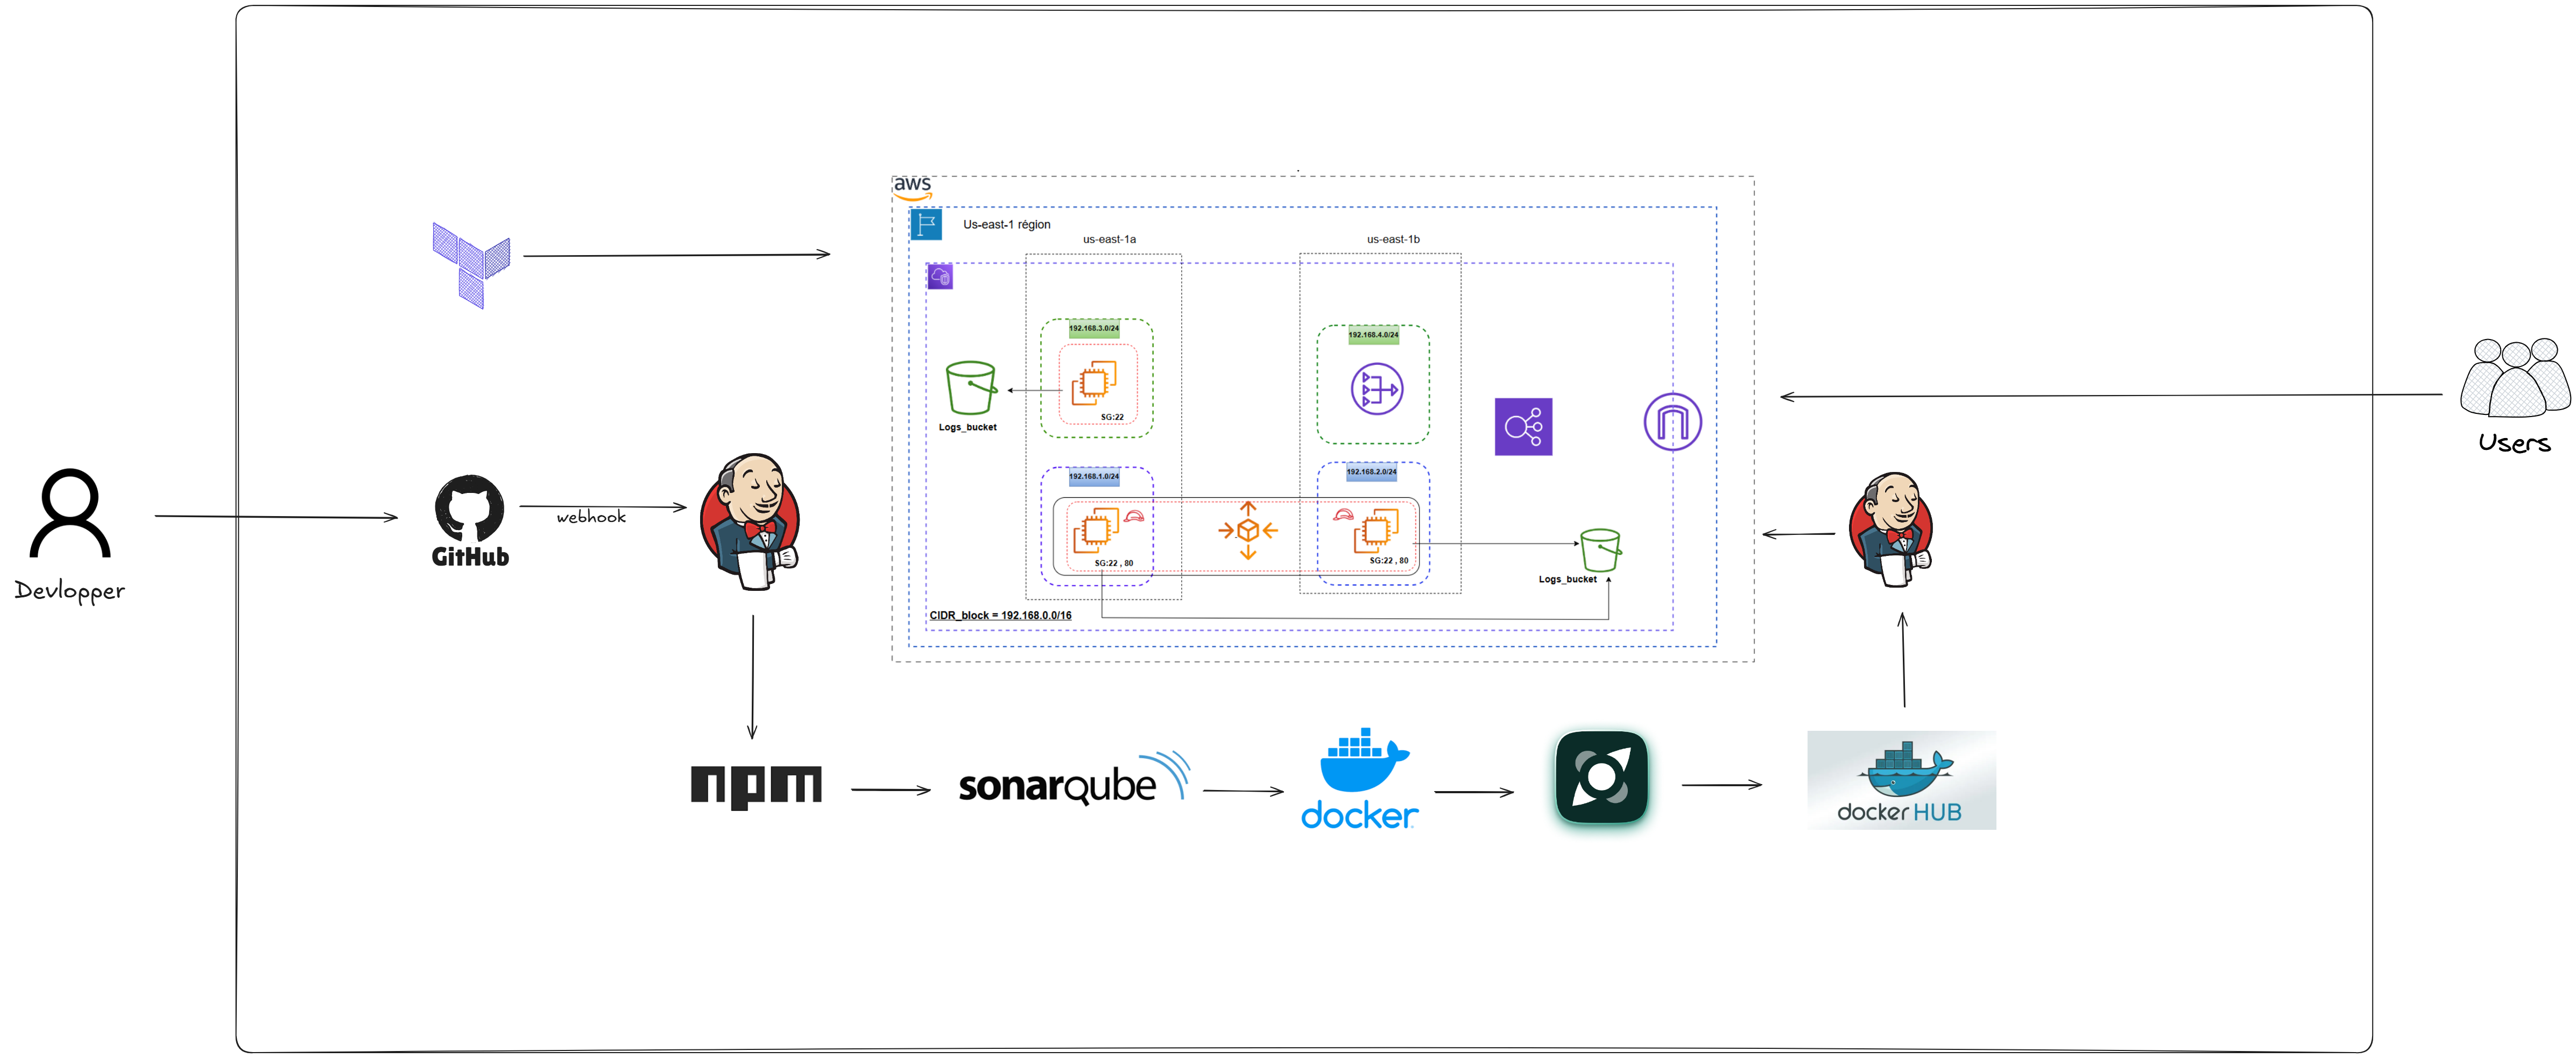 aws
Us-east-1 région
us-east-1a
us-east-1b
192.168.3.0/24
192.168.4.0/24
SG:22
Logs_bucket
192.168.1.0/24
192.168.2.0/24
SG:22 , 80
SG:22 , 80
Logs_bucket
CIDR_block = 192.168.0.0/16
Devlopper
GitHub
webhook
Users
npm
sonarqube
docker
docker HUB